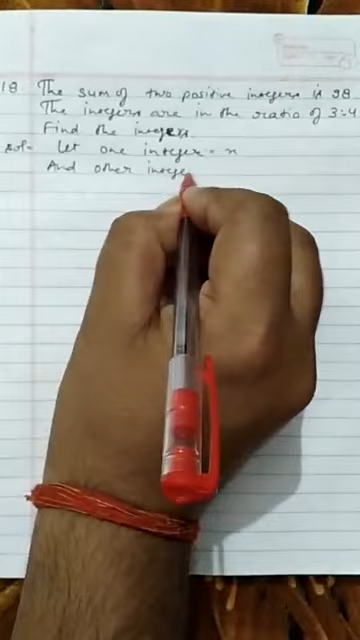 18 The sum of two positive integers is 98
The integers are in the ratio of 3:4
Find the integers.
sol= Let one integer = x
And other intege